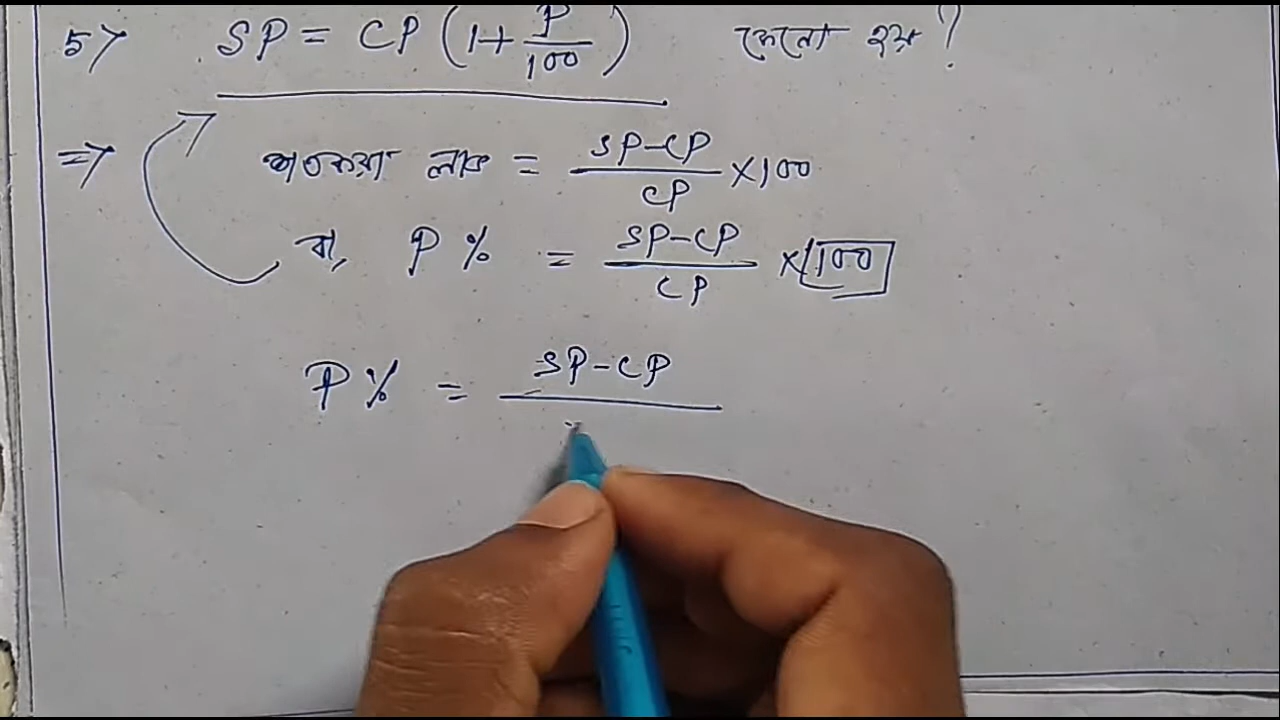 5> SP = CP (1+ P/100) কেনো হয় ?
=> শতকরা লাভ = SP-CP/CP ×100
বা, P % = SP-CP/CP × 100
P % = SP-CP